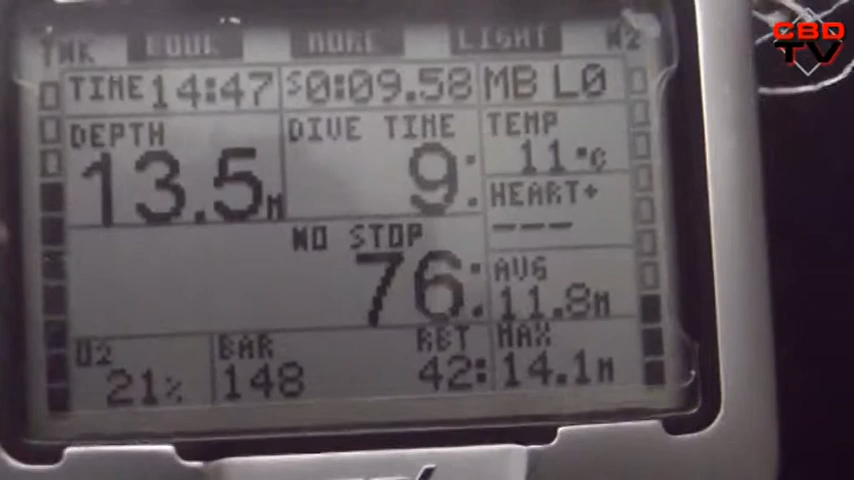 TNK BOOK MORE LIGHT N2
CBD
TV
TIME 14:47 S0:09.58 MB L0
DEPTH DIVE TIME TEMP
13.5M 9: 11°C
HEART+
---
NO STOP
76: AVG
11.8M
O2 BAR RBT MAX
21% 148 42: 14.1M